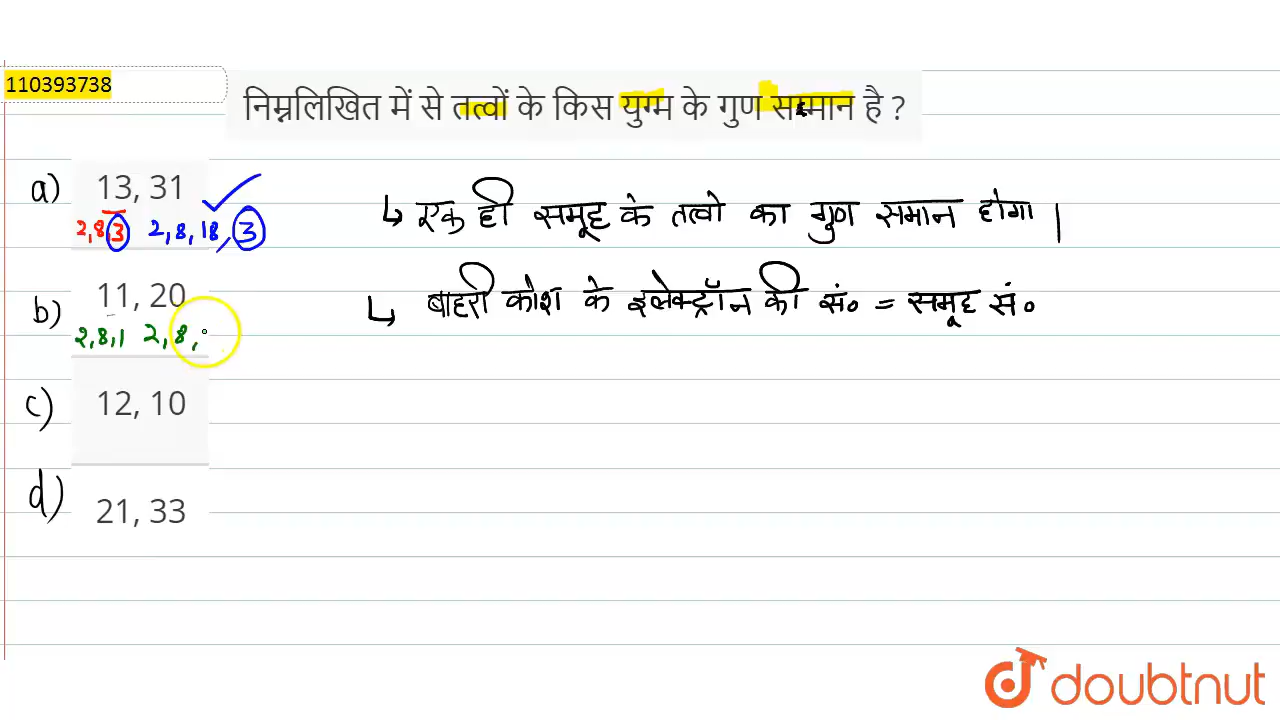 110393738
निम्नलिखित में से तत्वों के किस युग्म के गुण सामान है ?
a) 13, 31 ✓
2,8,3 2,8,18,3
↳ एक ही समूह के तत्वो का गुण समान होगा |
b) 11, 20
2,8,1 2,8,
↳ बाहरी कोश के इलेक्ट्रॉन की सं० = समूह सं०
c) 12, 10
d) 21, 33
doubtnut